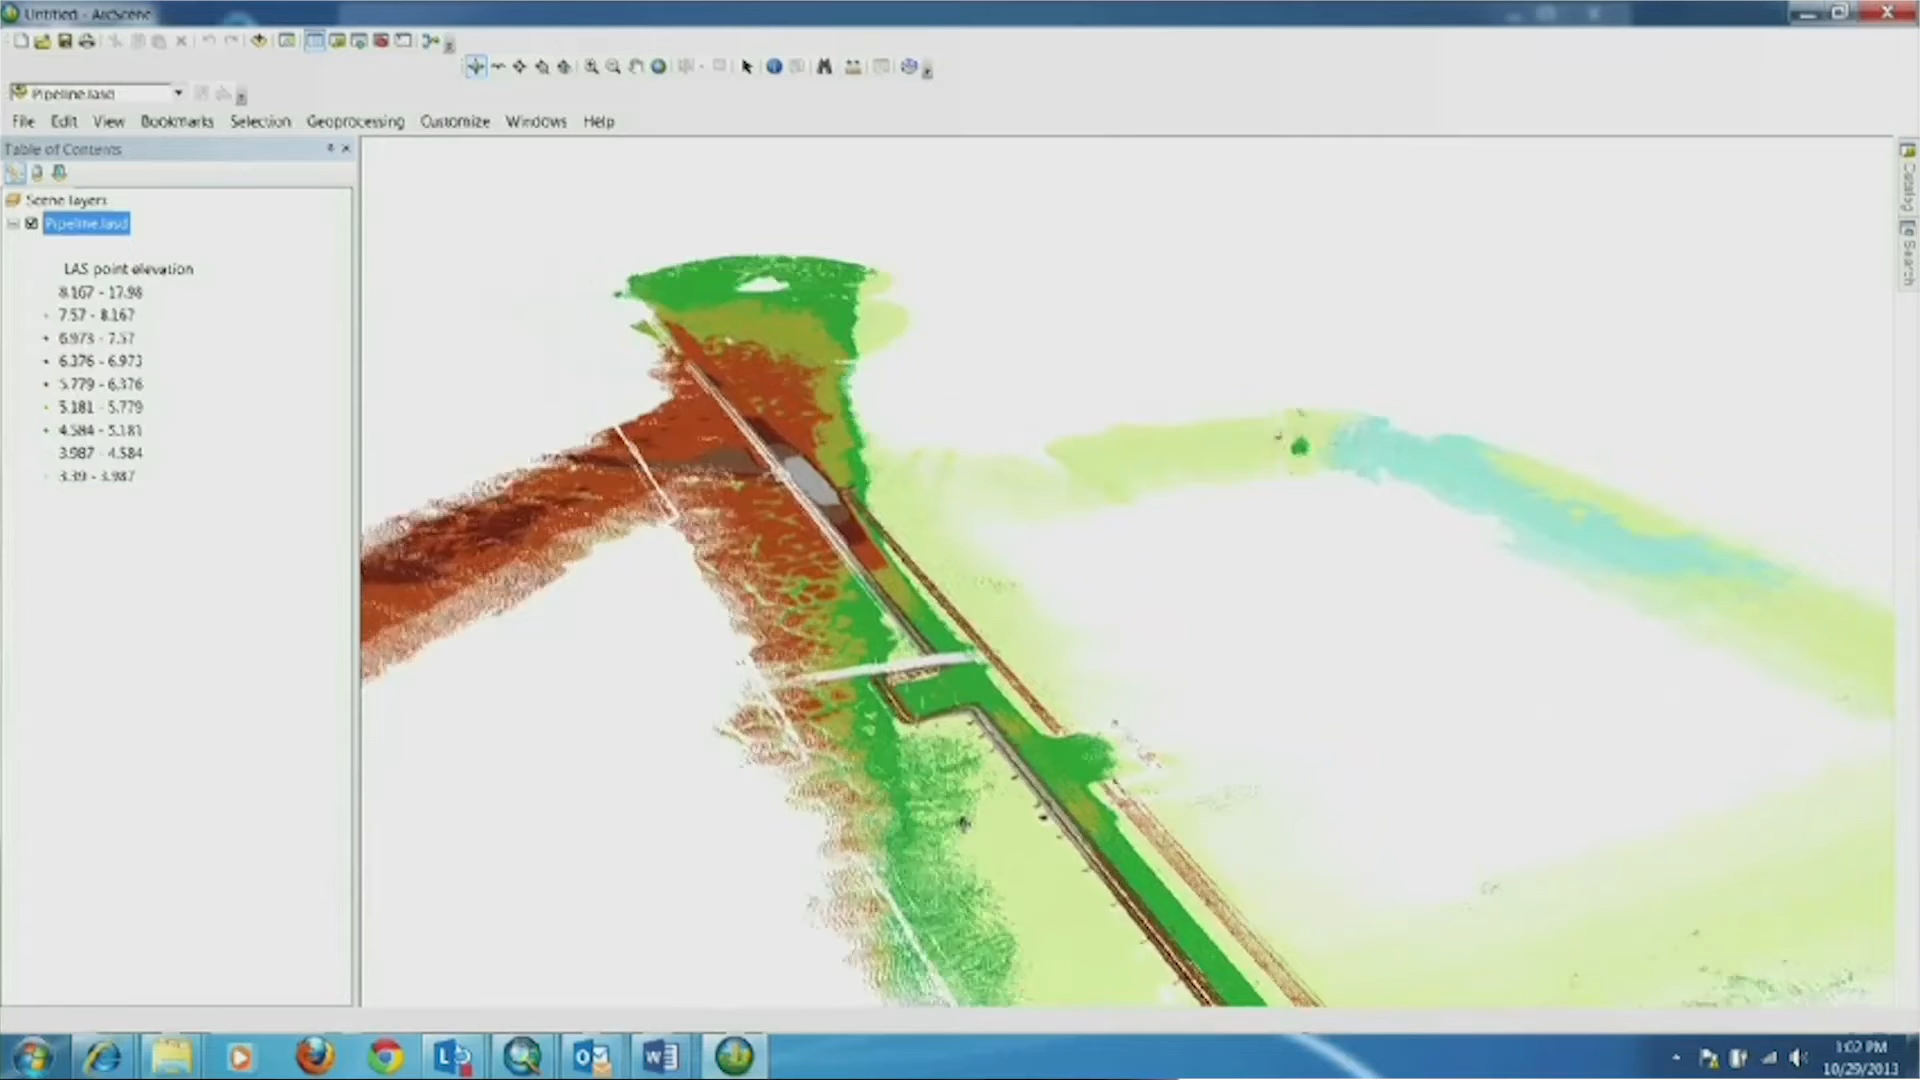 Untitled - ArcScene
Pipeline.lasd
File Edit View Bookmarks Selection Geoprocessing Customize Windows Help
Table of Contents
Scene layers
Pipeline.lasd
LAS point elevation
8.167 - 17.98
7.57 - 8.167
6.973 - 7.57
6.376 - 6.973
5.779 - 6.376
5.181 - 5.779
4.584 - 5.181
3.987 - 4.584
3.39 - 3.987
Catalog
Search
1:02 PM
10/29/2013